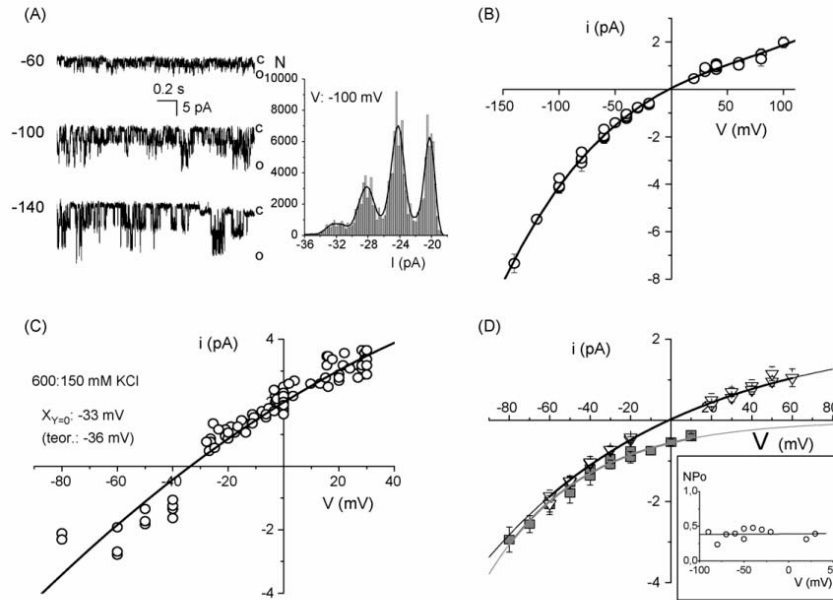 (A)
-60
c
o
0.2 s
5 pA
-100
c
o
-140
c
o
N
10000
8000
6000
4000
2000
0
V: -100 mV
-36 -32 -28 -24 -20
I (pA)
(B)
i (pA)
2
-150 -100 -50 50 100
V (mV)
-2
-4
-6
-8
(C)
i (pA)
4
2
600:150 mM KCl
X Y=0: -33 mV
(teor.: -36 mV)
-80 -60 -40 -20 0 20 40
V (mV)
-2
-4
(D)
i (pA)
2
-80 -60 -40 -20 20 40 60 80
V (mV)
-2
-4
NPo
1,0
0,5
0,0
-100 -50 0 50
V (mV)